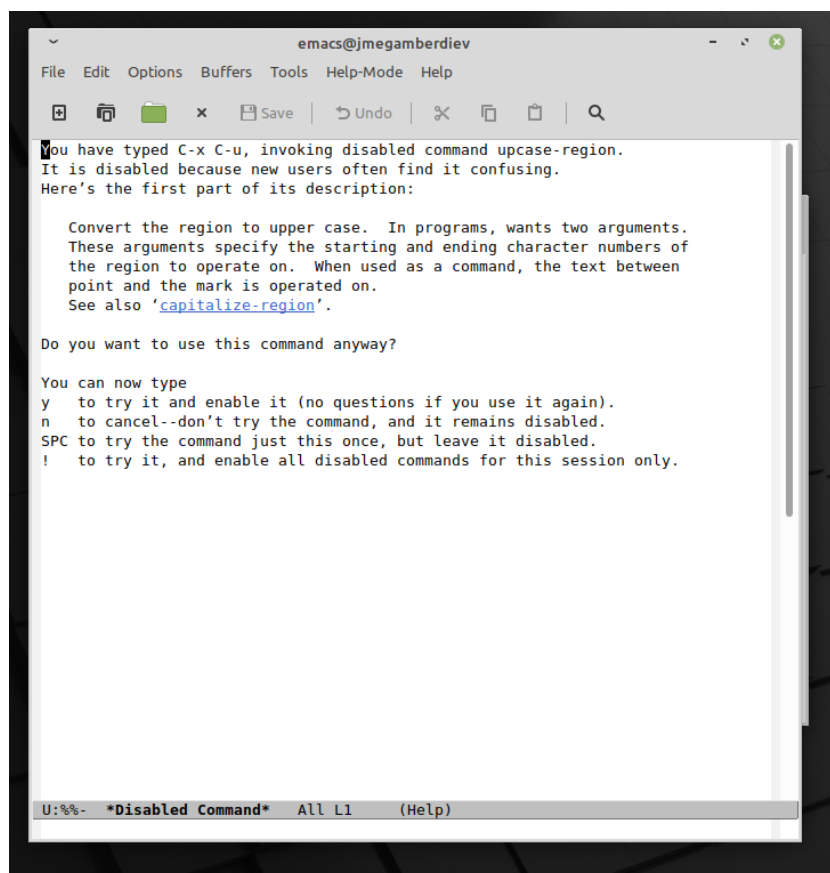 emacs@jmegamberdiev
File Edit Options Buffers Tools Help-Mode Help
Save Undo
You have typed C-x C-u, invoking disabled command upcase-region.
It is disabled because new users often find it confusing.
Here’s the first part of its description:
Convert the region to upper case.  In programs, wants two arguments.
These arguments specify the starting and ending character numbers of
the region to operate on.  When used as a command, the text between
point and the mark is operated on.
See also ‘capitalize-region’.
Do you want to use this command anyway?
You can now type
y   to try it and enable it (no questions if you use it again).
n   to cancel--don’t try the command, and it remains disabled.
SPC to try the command just this once, but leave it disabled.
!   to try it, and enable all disabled commands for this session only.
U:%%-  *Disabled Command*   All L1     (Help)